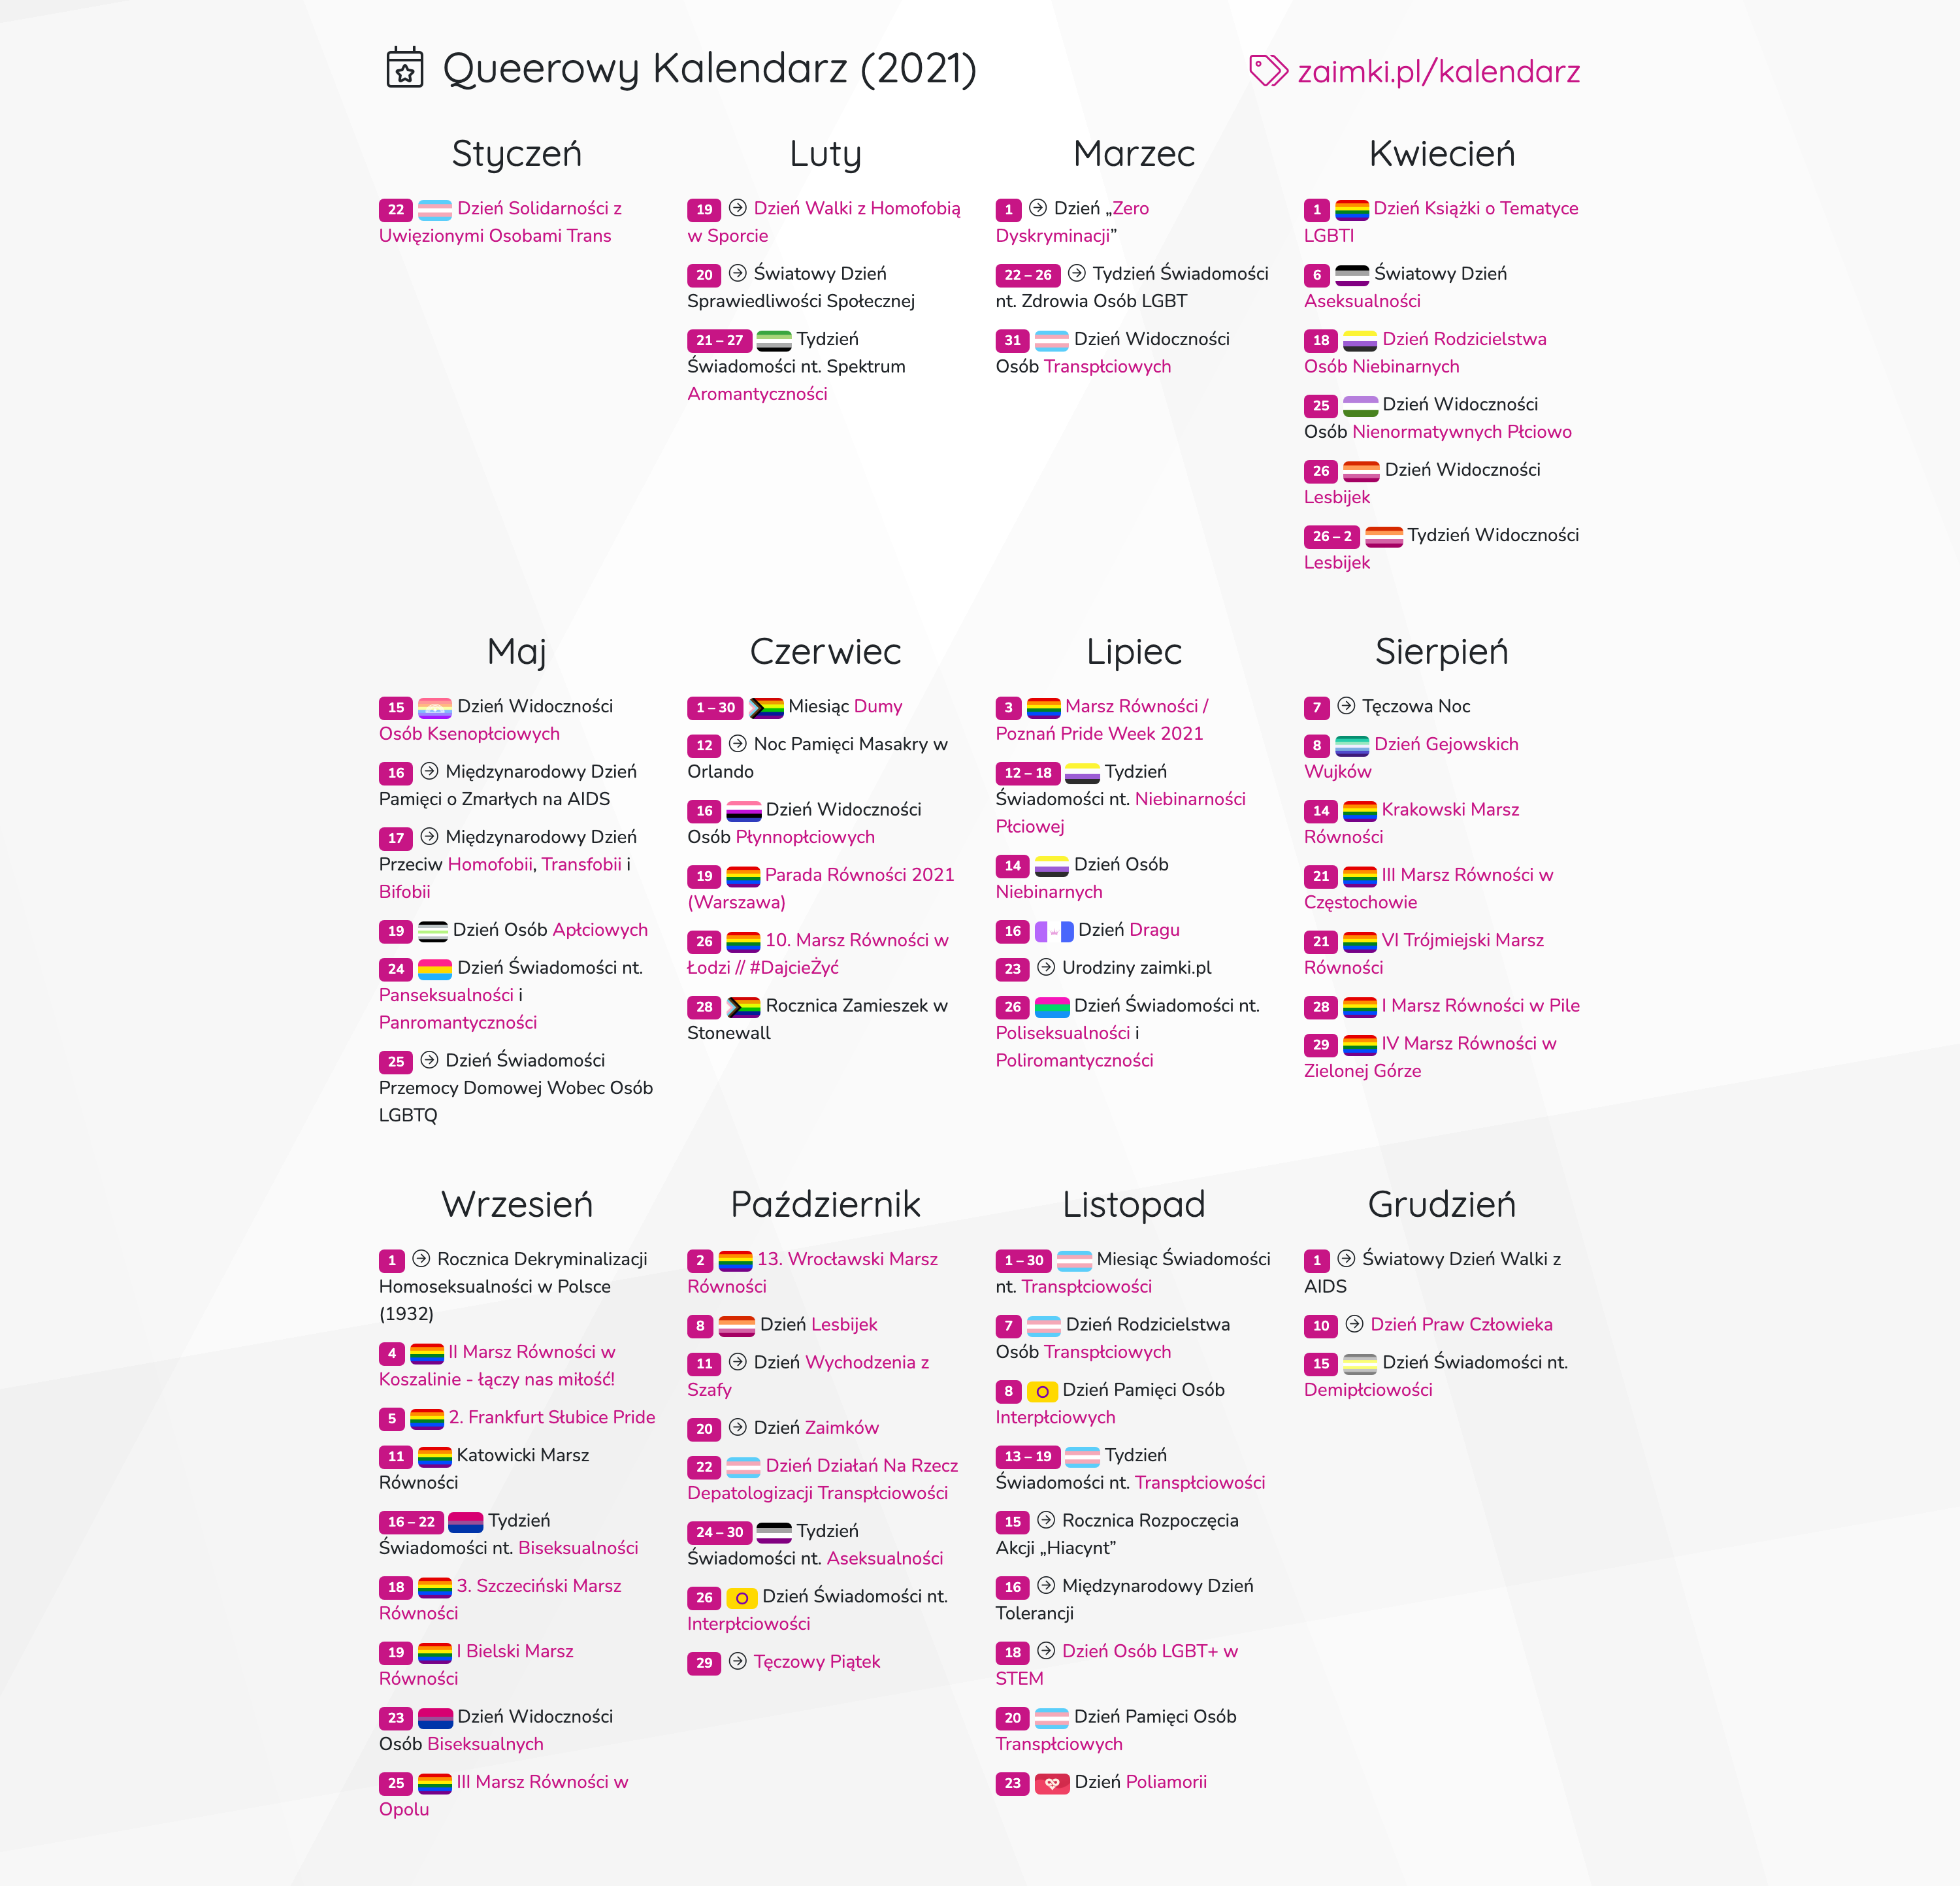 Queerowy Kalendarz (2021)
zaimki.pl/kalendarz
Styczeń
22 Dzień Solidarności z
Uwięzionymi Osobami Trans
Luty
19 Dzień Walki z Homofobią
w Sporcie
20 Światowy Dzień
Sprawiedliwości Społecznej
21 – 27 Tydzień
Świadomości nt. Spektrum
Aromantyczności
Marzec
1 Dzień „Zero
Dyskryminacji”
22 – 26 Tydzień Świadomości
nt. Zdrowia Osób LGBT
31 Dzień Widoczności
Osób Transpłciowych
Kwiecień
1 Dzień Książki o Tematyce
LGBTI
6 Światowy Dzień
Aseksualności
18 Dzień Rodzicielstwa
Osób Niebinarnych
25 Dzień Widoczności
Osób Nienormatywnych Płciowo
26 Dzień Widoczności
Lesbijek
26 – 2 Tydzień Widoczności
Lesbijek
Maj
15 Dzień Widoczności
Osób Ksenopłciowych
16 Międzynarodowy Dzień
Pamięci o Zmarłych na AIDS
17 Międzynarodowy Dzień
Przeciw Homofobii, Transfobii i
Bifobii
19 Dzień Osób Apłciowych
24 Dzień Świadomości nt.
Panseksualności i
Panromantyczności
25 Dzień Świadomości
Przemocy Domowej Wobec Osób
LGBTQ
Czerwiec
1 – 30 Miesiąc Dumy
12 Noc Pamięci Masakry w
Orlando
16 Dzień Widoczności
Osób Płynnopłciowych
19 Parada Równości 2021
(Warszawa)
26 10. Marsz Równości w
Łodzi // #DajcieŻyć
28 Rocznica Zamieszek w
Stonewall
Lipiec
3 Marsz Równości /
Poznań Pride Week 2021
12 – 18 Tydzień
Świadomości nt. Niebinarności
Płciowej
14 Dzień Osób
Niebinarnych
16 Dzień Dragu
23 Urodziny zaimki.pl
26 Dzień Świadomości nt.
Poliseksualności i
Poliromantyczności
Sierpień
7 Tęczowa Noc
8 Dzień Gejowskich
Wujków
14 Krakowski Marsz
Równości
21 III Marsz Równości w
Częstochowie
21 VI Trójmiejski Marsz
Równości
28 I Marsz Równości w Pile
29 IV Marsz Równości w
Zielonej Górze
Wrzesień
1 Rocznica Dekryminalizacji
Homoseksualności w Polsce
(1932)
4 II Marsz Równości w
Koszalinie - łączy nas miłość!
5 2. Frankfurt Słubice Pride
11 Katowicki Marsz
Równości
16 – 22 Tydzień
Świadomości nt. Biseksualności
18 3. Szczeciński Marsz
Równości
19 I Bielski Marsz
Równości
23 Dzień Widoczności
Osób Biseksualnych
25 III Marsz Równości w
Opolu
Październik
2 13. Wrocławski Marsz
Równości
8 Dzień Lesbijek
11 Dzień Wychodzenia z
Szafy
20 Dzień Zaimków
22 Dzień Działań Na Rzecz
Depatologizacji Transpłciowości
24 – 30 Tydzień
Świadomości nt. Aseksualności
26 Dzień Świadomości nt.
Interpłciowości
29 Tęczowy Piątek
Listopad
1 – 30 Miesiąc Świadomości
nt. Transpłciowości
7 Dzień Rodzicielstwa
Osób Transpłciowych
8 Dzień Pamięci Osób
Interpłciowych
13 – 19 Tydzień
Świadomości nt. Transpłciowości
15 Rocznica Rozpoczęcia
Akcji „Hiacynt”
16 Międzynarodowy Dzień
Tolerancji
18 Dzień Osób LGBT+ w
STEM
20 Dzień Pamięci Osób
Transpłciowych
23 Dzień Poliamorii
Grudzień
1 Światowy Dzień Walki z
AIDS
10 Dzień Praw Człowieka
15 Dzień Świadomości nt.
Demipłciowości